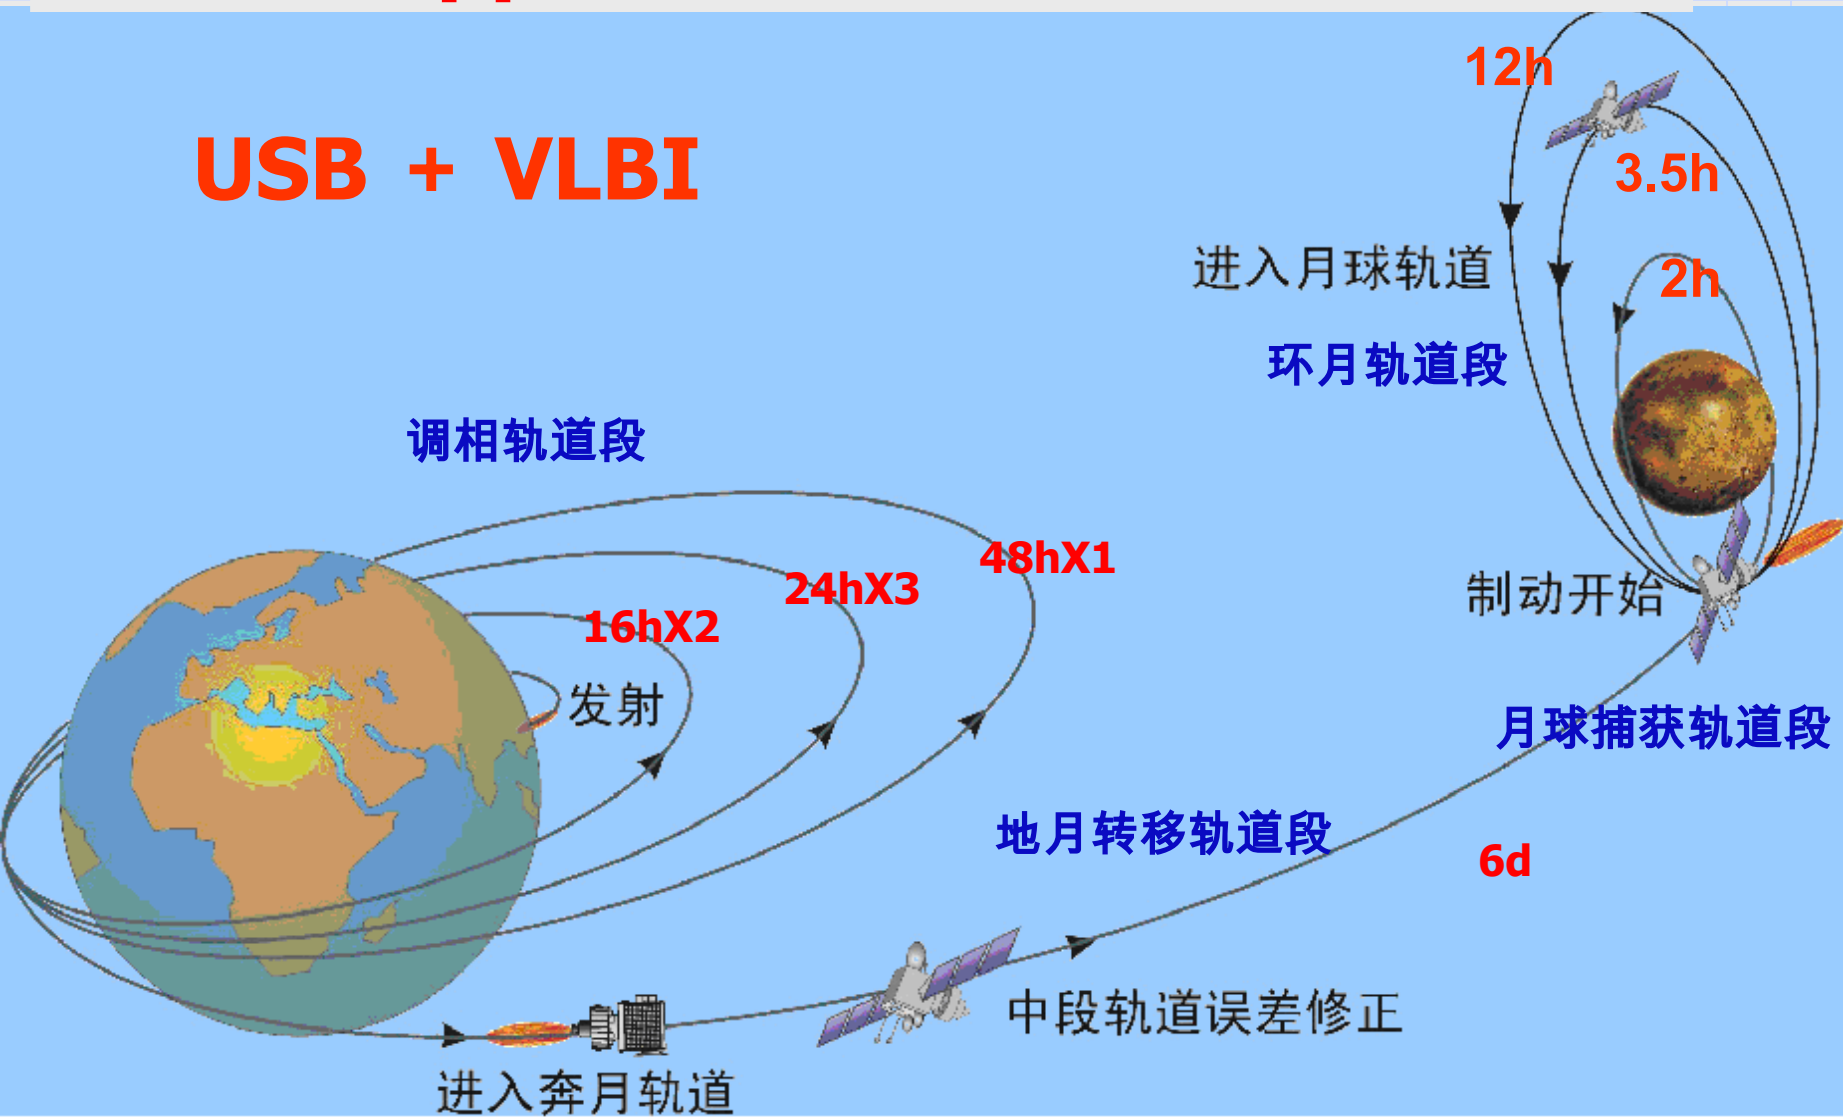 12h
USB + VLBI
3.5h
进入月球轨道
2h
环月轨道段
调相轨道段
48hX1
24hX3
制动开始
16hX2
发射
月球捕获轨道段
地月转移轨道段
6d
中段轨道误差修正
进入奔月轨道